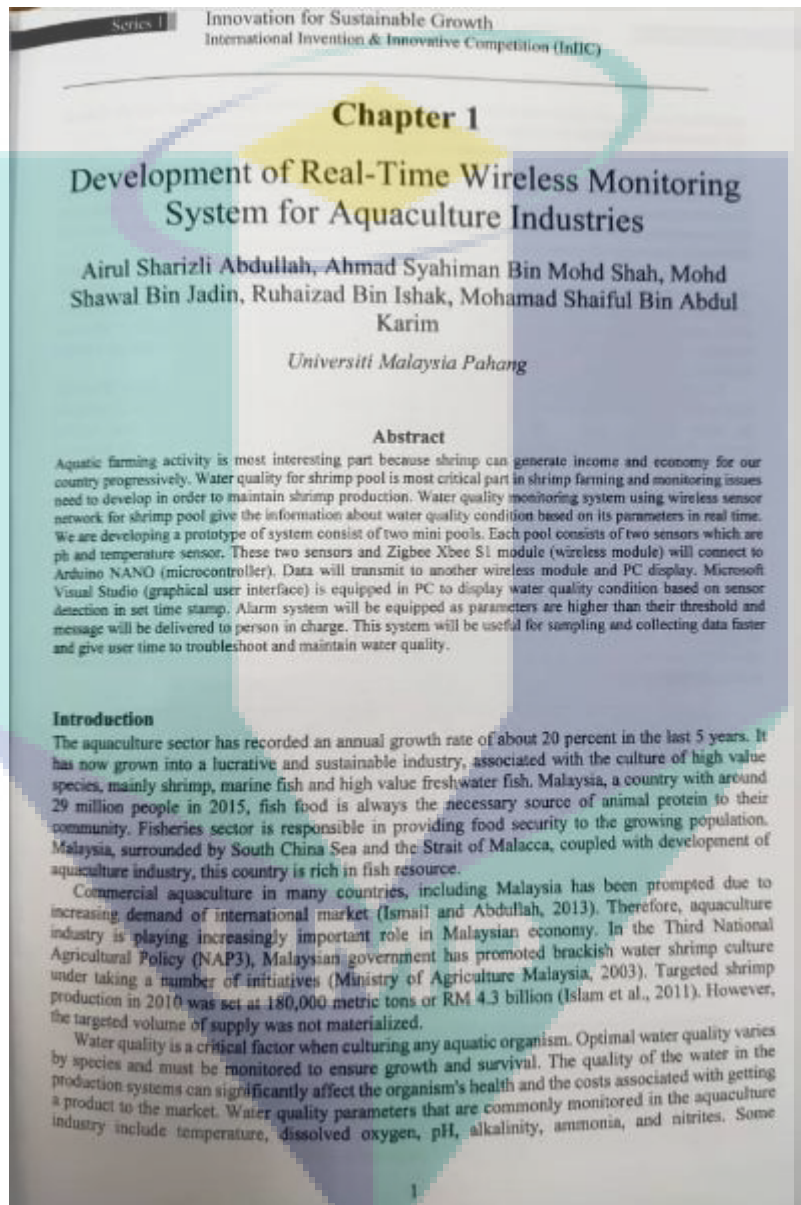 Series 1
Innovation for Sustainable Growth
International Invention & Innovative Competition (InIIC)
Chapter 1
Development of Real-Time Wireless Monitoring
System for Aquaculture Industries
Airul Sharizli Abdullah, Ahmad Syahiman Bin Mohd Shah, Mohd
Shawal Bin Jadin, Ruhaizad Bin Ishak, Mohamad Shaiful Bin Abdul
Karim
Universiti Malaysia Pahang
Abstract
Aquatic farming activity is most interesting part because shrimp can generate income and economy for our
country progressively. Water quality for shrimp pool is most critical part in shrimp farming and monitoring issues
need to develop in order to maintain shrimp production. Water quality monitoring system using wireless sensor
network for shrimp pool give the information about water quality condition based on its parameters in real time.
We are developing a prototype of system consist of two mini pools. Each pool consists of two sensors which are
ph and temperature sensor. These two sensors and Zigbee Xbee S1 module (wireless module) will connect to
Arduino NANO (microcontroller). Data will transmit to another wireless module and PC display. Microsoft
Visual Studio (graphical user interface) is equipped in PC to display water quality condition based on sensor
detection in set time stamp. Alarm system will be equipped as parameters are higher than their threshold and
message will be delivered to person in charge. This system will be useful for sampling and collecting data faster
and give user time to troubleshoot and maintain water quality.
Introduction
The aquaculture sector has recorded an annual growth rate of about 20 percent in the last 5 years. It
has now grown into a lucrative and sustainable industry, associated with the culture of high value
species, mainly shrimp, marine fish and high value freshwater fish. Malaysia, a country with around
29 million people in 2015, fish food is always the necessary source of animal protein to their
community. Fisheries sector is responsible in providing food security to the growing population.
Malaysia, surrounded by South China Sea and the Strait of Malacca, coupled with development of
aquaculture industry, this country is rich in fish resource.
Commercial aquaculture in many countries, including Malaysia has been prompted due to
increasing demand of international market (Ismail and Abdullah, 2013). Therefore, aquaculture
industry is playing increasingly important role in Malaysian economy. In the Third National
Agricultural Policy (NAP3), Malaysian government has promoted brackish water shrimp culture
under taking a number of initiatives (Ministry of Agriculture Malaysia, 2003). Targeted shrimp
production in 2010 was set at 180,000 metric tons or RM 4.3 billion (Islam et al., 2011). However,
the targeted volume of supply was not materialized.
Water quality is a critical factor when culturing any aquatic organism. Optimal water quality varies
by species and must be monitored to ensure growth and survival. The quality of the water in the
production systems can significantly affect the organism's health and the costs associated with getting
a product to the market. Water quality parameters that are commonly monitored in the aquaculture
industry include temperature, dissolved oxygen, pH, alkalinity, ammonia, and nitrites. Some
1
UMP